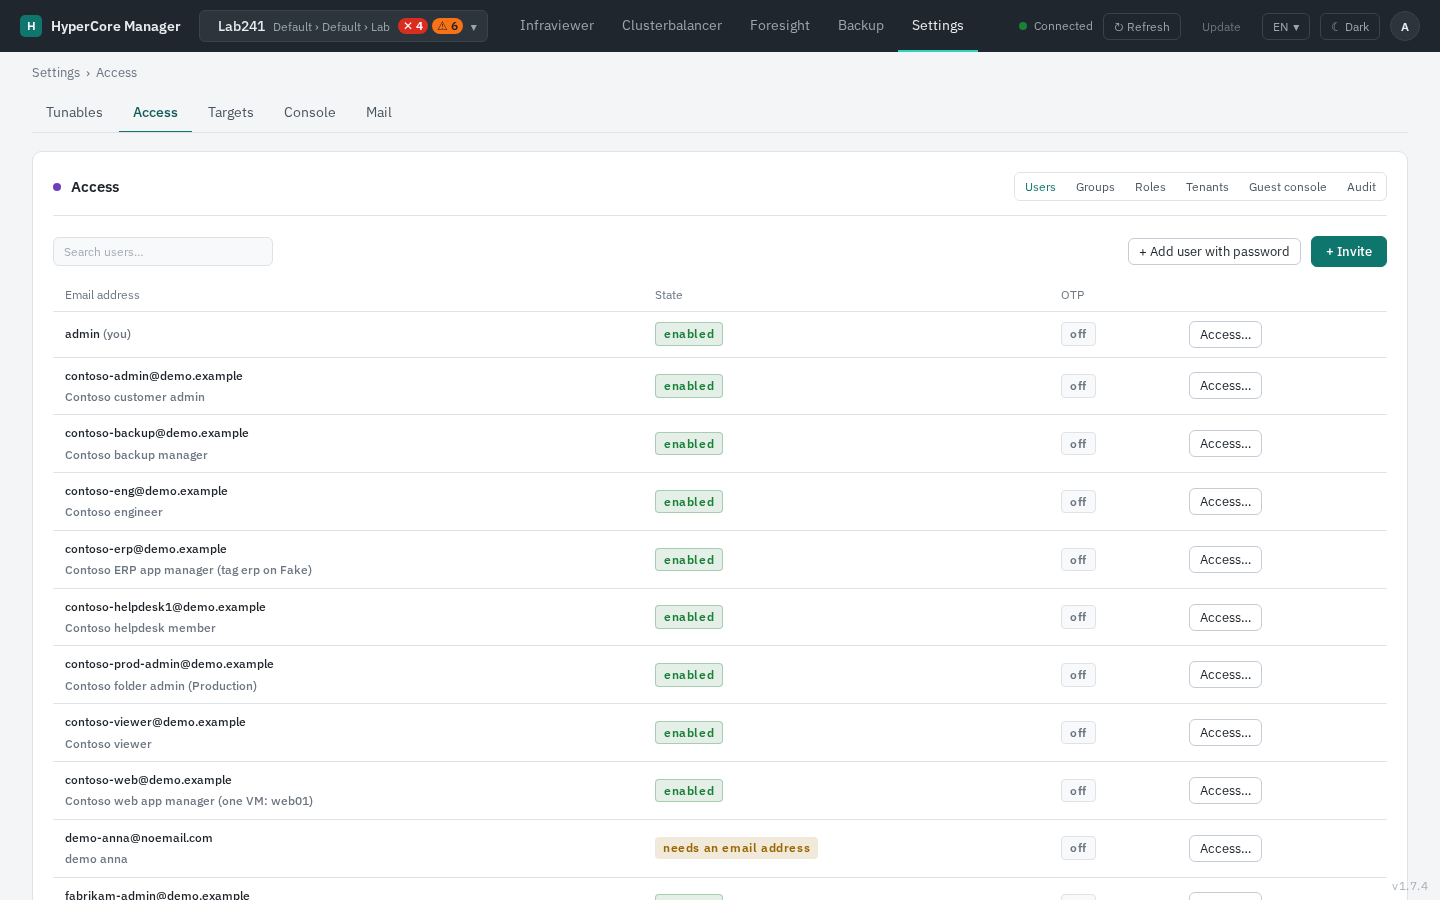 H HyperCore Manager Lab241 Default › Default › Lab ✕ 4 ⚠ 6 ▾ Infraviewer Clusterbalancer Foresight Backup Settings Connected ↻ Refresh Update EN ▾ ☾ Dark A
Settings › Access
Tunables Access Targets Console Mail
Access Users Groups Roles Tenants Guest console Audit
Search users... + Add user with password + Invite
Email address State OTP
admin (you) enabled off Access...
contoso-admin@demo.example
Contoso customer admin enabled off Access...
contoso-backup@demo.example
Contoso backup manager enabled off Access...
contoso-eng@demo.example
Contoso engineer enabled off Access...
contoso-erp@demo.example
Contoso ERP app manager (tag erp on Fake) enabled off Access...
contoso-helpdesk1@demo.example
Contoso helpdesk member enabled off Access...
contoso-prod-admin@demo.example
Contoso folder admin (Production) enabled off Access...
contoso-viewer@demo.example
Contoso viewer enabled off Access...
contoso-web@demo.example
Contoso web app manager (one VM: web01) enabled off Access...
demo-anna@noemail.com
demo anna needs an email address off Access...
fabrikam-admin@demo.example
v1.7.4